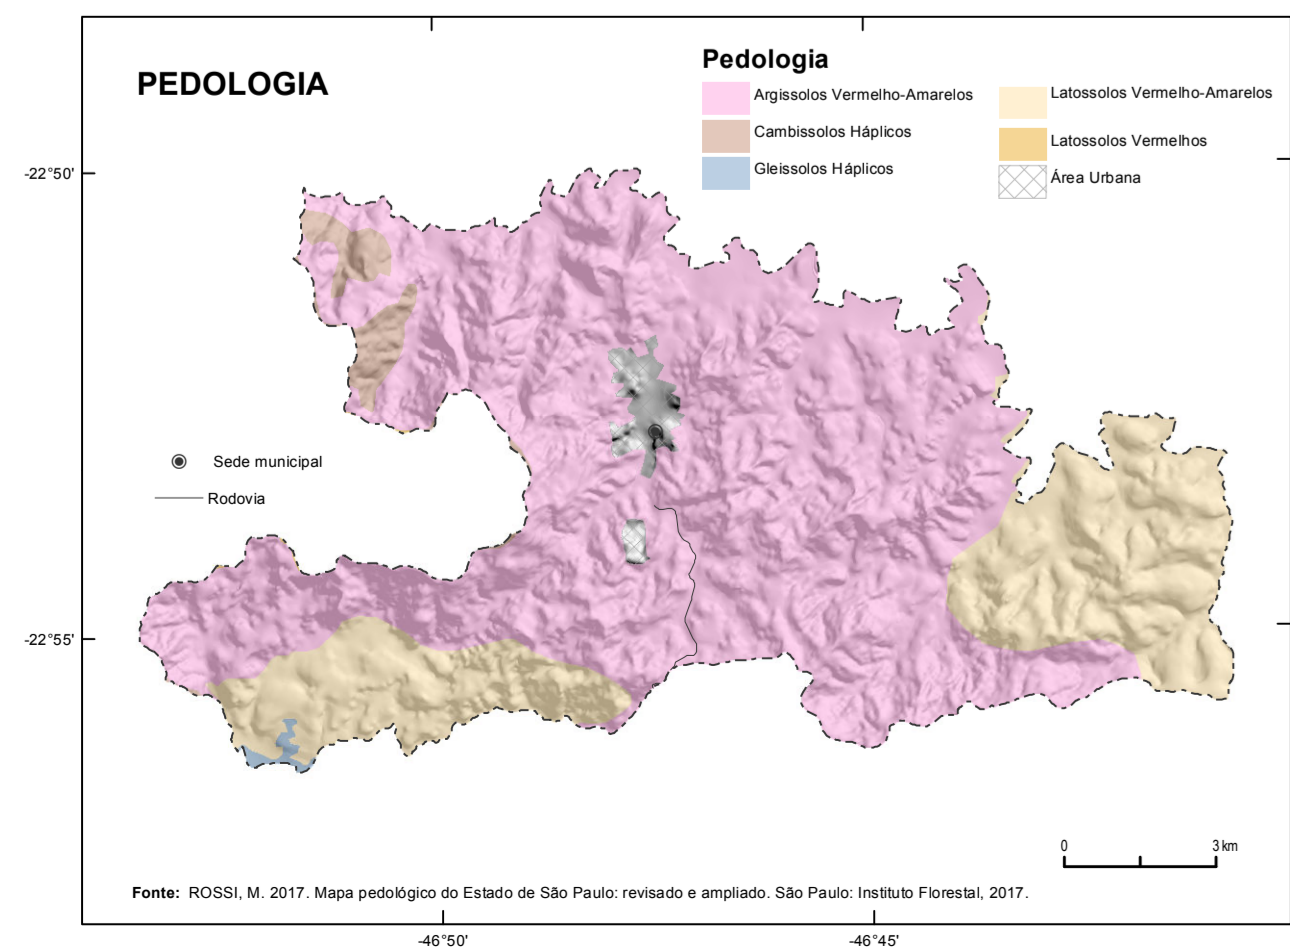 PEDOLOGIA
Pedologia
Argissolos Vermelho-Amarelos
Cambissolos Háplicos
Gleissolos Háplicos
Latossolos Vermelho-Amarelos
Latossolos Vermelhos
Área Urbana
-22°50'
Sede municipal
Rodovia
-22°55'
0 3 km
Fonte: ROSSI, M. 2017. Mapa pedológico do Estado de São Paulo: revisado e ampliado. São Paulo: Instituto Florestal, 2017.
-46°50' -46°45'